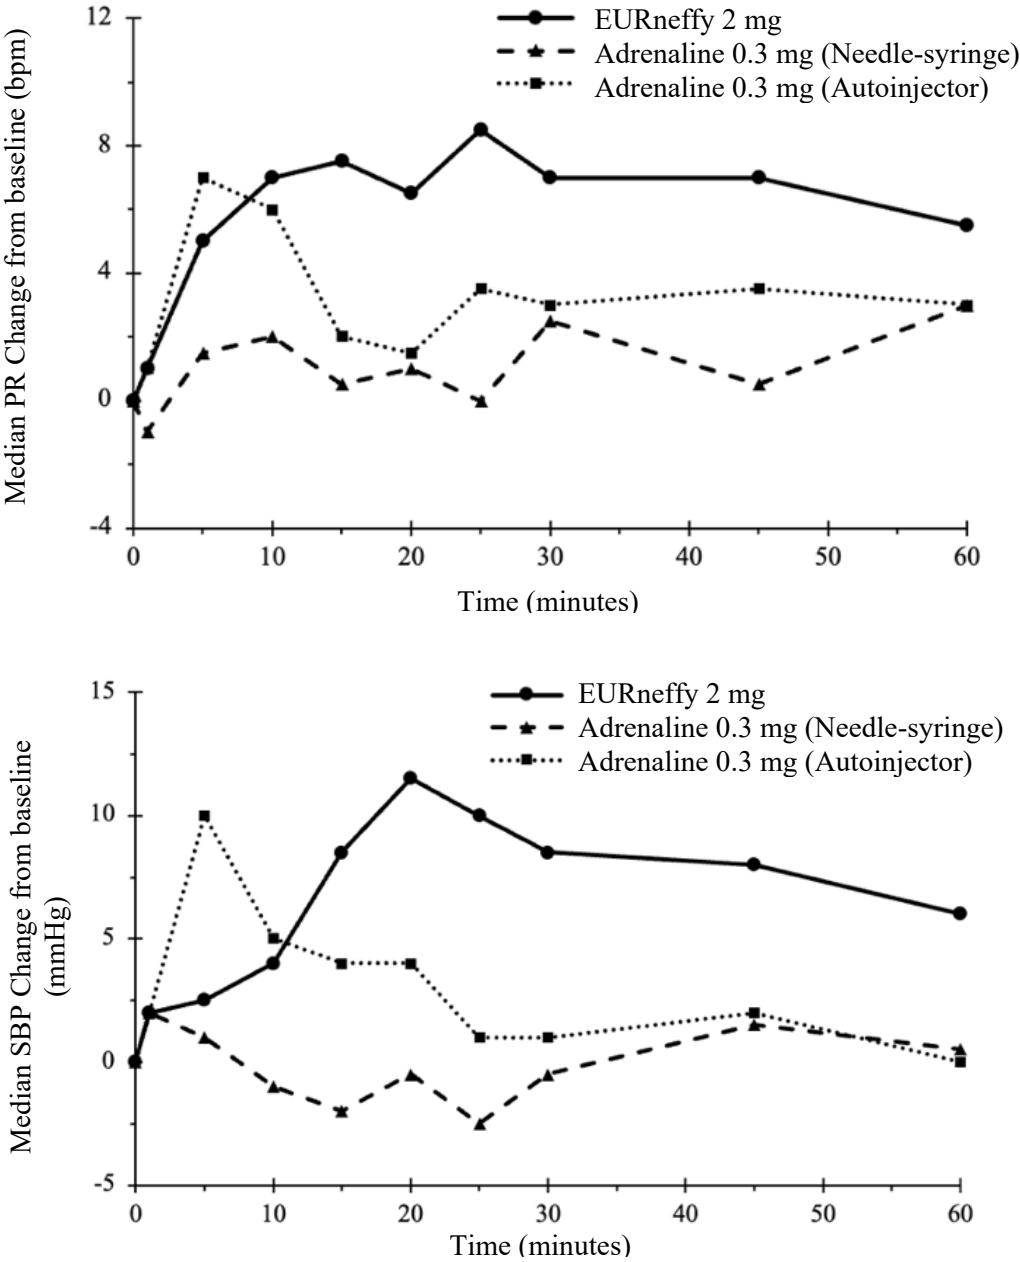 12
8
4
0
-4
Median PR Change from baseline (bpm)
EURneffy 2 mg
Adrenaline 0.3 mg (Needle-syringe)
Adrenaline 0.3 mg (Autoinjector)
0 10 20 30 40 50 60
Time (minutes)
15
10
5
0
-5
Median SBP Change from baseline
(mmHg)
EURneffy 2 mg
Adrenaline 0.3 mg (Needle-syringe)
Adrenaline 0.3 mg (Autoinjector)
0 10 20 30 40 50 60
Time (minutes)